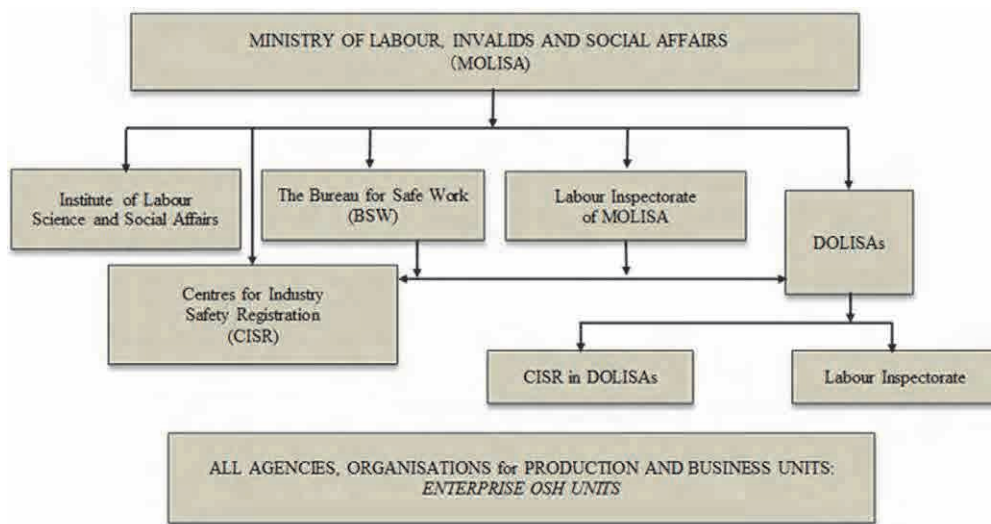 MINISTRY OF LABOUR, INVALIDS AND SOCIAL AFFAIRS
(MOLISA)
Institute of Labour
Science and Social Affairs
The Bureau for Safe Work
(BSW)
Labour Inspectorate
of MOLISA
DOLISAs
Centres for Industry
Safety Registration
(CISR)
CISR in DOLISAs
Labour Inspectorate
ALL AGENCIES, ORGANISATIONS for PRODUCTION AND BUSINESS UNITS:
ENTERPRISE OSH UNITS